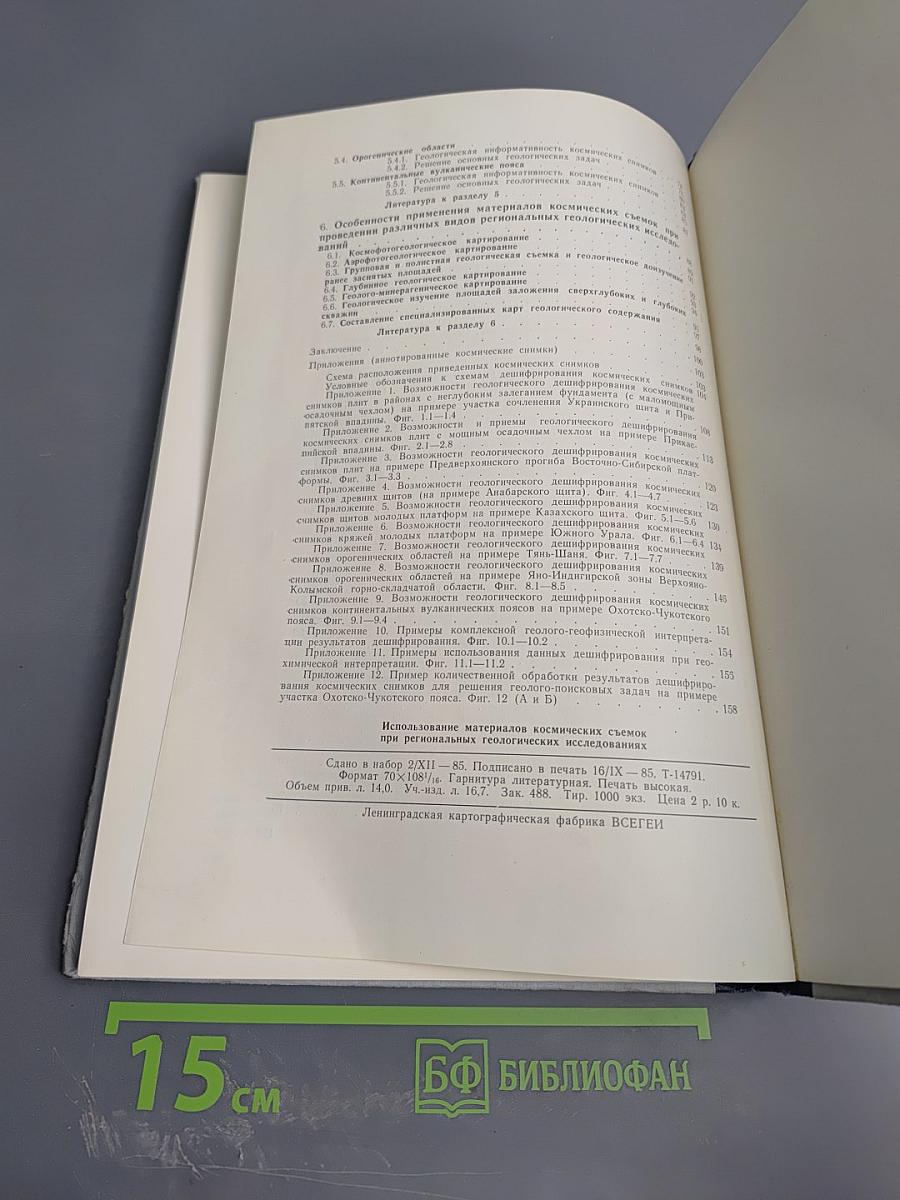 5.4. Орогенические области
5.4.1. Геологическая информативность космических снимков
5.4.2. Решение основных геологических задач
5.5. Континентальные вулканические пояса
5.5.1. Геологическая информативность космических снимков
5.5.2. Решение основных геологических задач
Литература к разделу 5
6. Особенности применения материалов космических съемок при
проведении различных видов региональных геологических исследо-
ваний
6.1. Космофотогеологическое картирование
6.2. Аэрофотогеологическое картирование
6.3. Групповая и полистная геологическая съемка и геологическое доизучение
ранее заснятых площадей
6.4. Глубинное геологическое картирование
6.5. Геолого-минерагеническое картирование
6.6. Геологическое изучение площадей заложения сверхглубоких и глубоких
скважин
6.7. Составление специализированных карт геологического содержания
Литература к разделу 6
Заключение
Приложения (аннотированные космические снимки)
Схема расположения приведенных космических снимков
Условные обозначения к схемам дешифрирования космических снимков
Приложение 1. Возможности геологического дешифрирования космических
снимков плит в районах с неглубоким залеганием фундамента (с маломощным
осадочным чехлом) на примере участка сочленения Украинского щита и При-
пятской впадины. Фиг. 1.1—1.4
Приложение 2. Возможности и приемы геологического дешифрирования
космических снимков плит с мощным осадочным чехлом на примере Прикас-
пийской впадины. Фиг. 2.1—2.8
Приложение 3. Возможности геологического дешифрирования космических
снимков плит на примере Предверхоянского прогиба Восточно-Сибирской плат-
формы. Фиг. 3.1—3.3
Приложение 4. Возможности геологического дешифрирования космических
снимков древних щитов (на примере Анабарского щита). Фиг. 4.1—4.7 . 123
Приложение 5. Возможности геологического дешифрирования космических
снимков щитов молодых платформ на примере Казахского щита. Фиг. 5.1—5.6 130
Приложение 6. Возможности геологического дешифрирования космических
снимков кряжей молодых платформ на примере Южного Урала. Фиг. 6.1—6.4 134
Приложение 7. Возможности геологического дешифрирования космических
снимков орогенических областей на примере Тянь-Шаня. Фиг. 7.1—7.7 . . 139
Приложение 8. Возможности геологического дешифрирования космических
снимков орогенических областей на примере Яно-Индигирской зоны Верхояно-
Колымской горно-складчатой области. Фиг. 8.1—8.5 . . . . . . 145
Приложение 9. Возможности геологического дешифрирования космических
снимков континентальных вулканических поясов на примере Охотско-Чукотского
пояса. Фиг. 9.1—9.4 . . . . . . . . . . 151
Приложение 10. Примеры комплексной геолого-геофизической интерпрета-
ции результатов дешифрирования. Фиг. 10.1—10.2 . . . . . . 154
Приложение 11. Примеры использования данных дешифрирования при гео-
химической интерпретации. Фиг. 11.1—11.2 . . . . . . . 155
Приложение 12. Пример количественной обработки результатов дешифриро-
вания космических снимков для решения геолого-поисковых задач на примере
участка Охотско-Чукотского пояса. Фиг. 12 (А и Б) . . . . . . 158
Использование материалов космических съемок
при региональных геологических исследованиях
Сдано в набор 2/XII — 85. Подписано в печать 16/IX — 85. Т-14791.
Формат 70×108¹/₁₆. Гарнитура литературная. Печать высокая.
Объем прив. л. 14,0. Уч.-изд. л. 16,7. Зак. 488. Тир. 1000 экз. Цена 2 р. 10 к.
Ленинградская картографическая фабрика ВСЕГЕИ
15 см
БФ БИБЛИОФАН